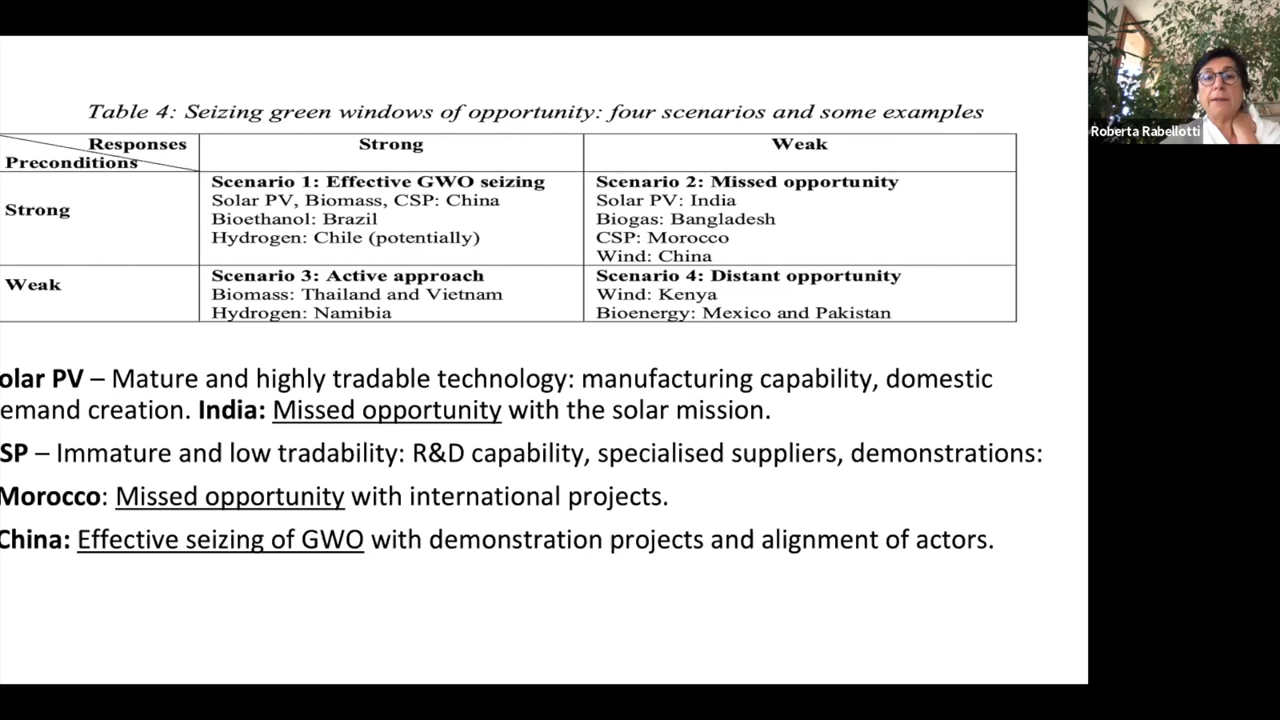 Table 4: Seizing green windows of opportunity: four scenarios and some examples
Responses
Preconditions
Strong
Weak
Strong
Scenario 1: Effective GWO seizing
Solar PV, Biomass, CSP: China
Bioethanol: Brazil
Hydrogen: Chile (potentially)
Scenario 2: Missed opportunity
Solar PV: India
Biogas: Bangladesh
CSP: Morocco
Wind: China
Weak
Scenario 3: Active approach
Biomass: Thailand and Vietnam
Hydrogen: Namibia
Scenario 4: Distant opportunity
Wind: Kenya
Bioenergy: Mexico and Pakistan
olar PV – Mature and highly tradable technology: manufacturing capability, domestic
emand creation. India: Missed opportunity with the solar mission.
SP – Immature and low tradability: R&D capability, specialised suppliers, demonstrations:
Morocco: Missed opportunity with international projects.
China: Effective seizing of GWO with demonstration projects and alignment of actors.
Roberta Rabellotti